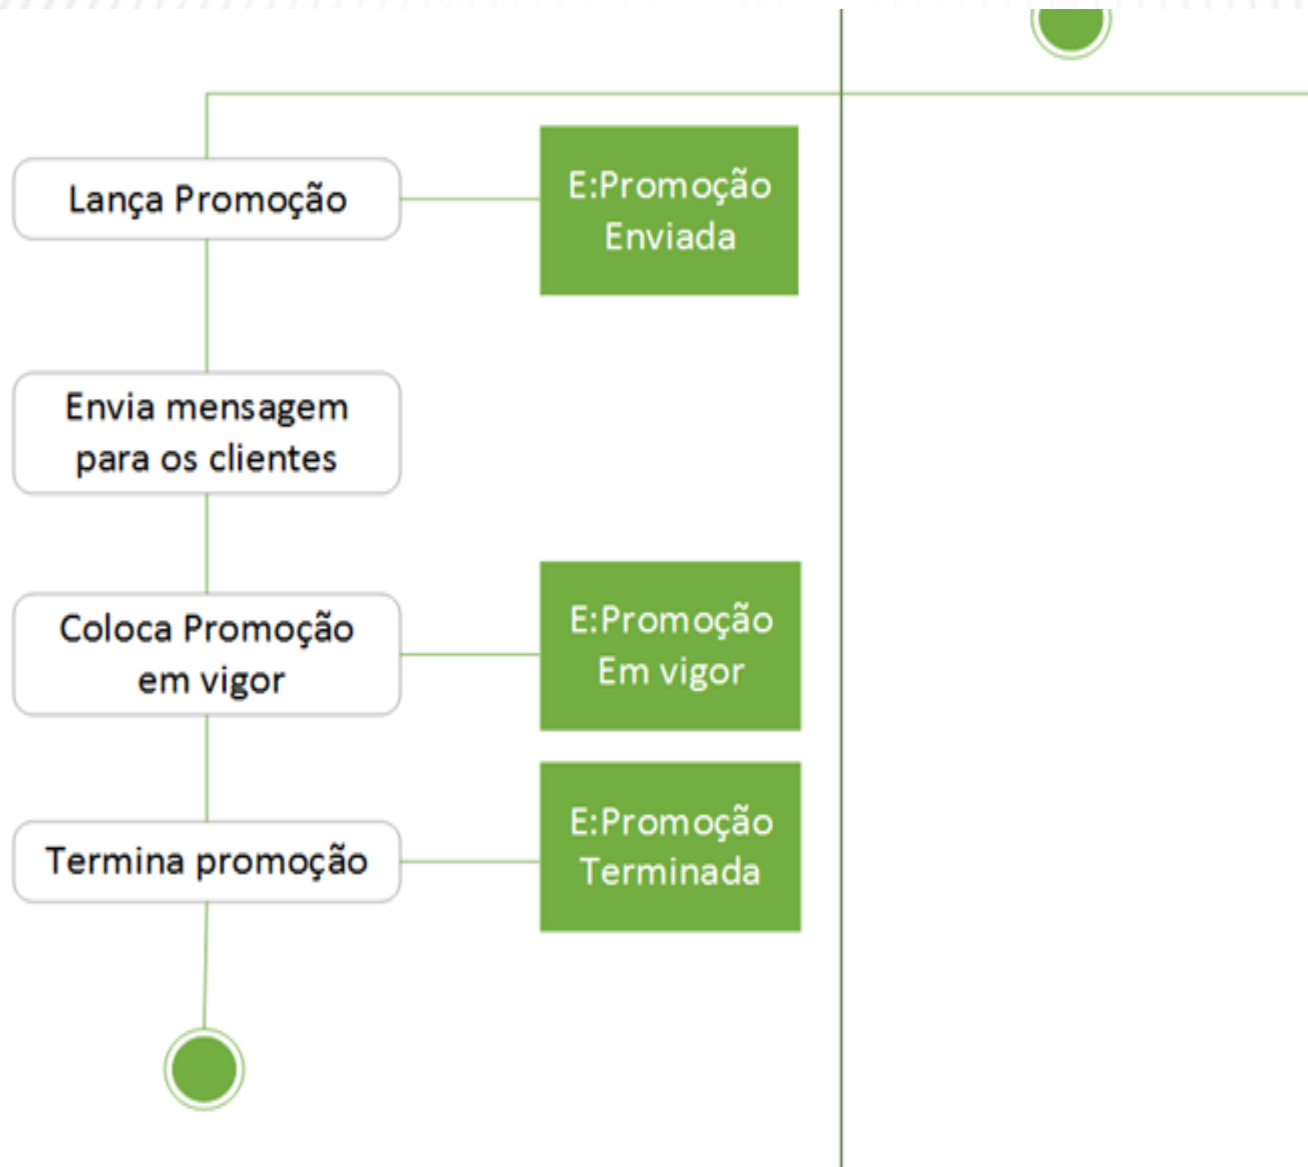 Lança Promoção
E:Promoção
Enviada
Envia mensagem
para os clientes
Coloca Promoção
em vigor
E:Promoção
Em vigor
Termina promoção
E:Promoção
Terminada